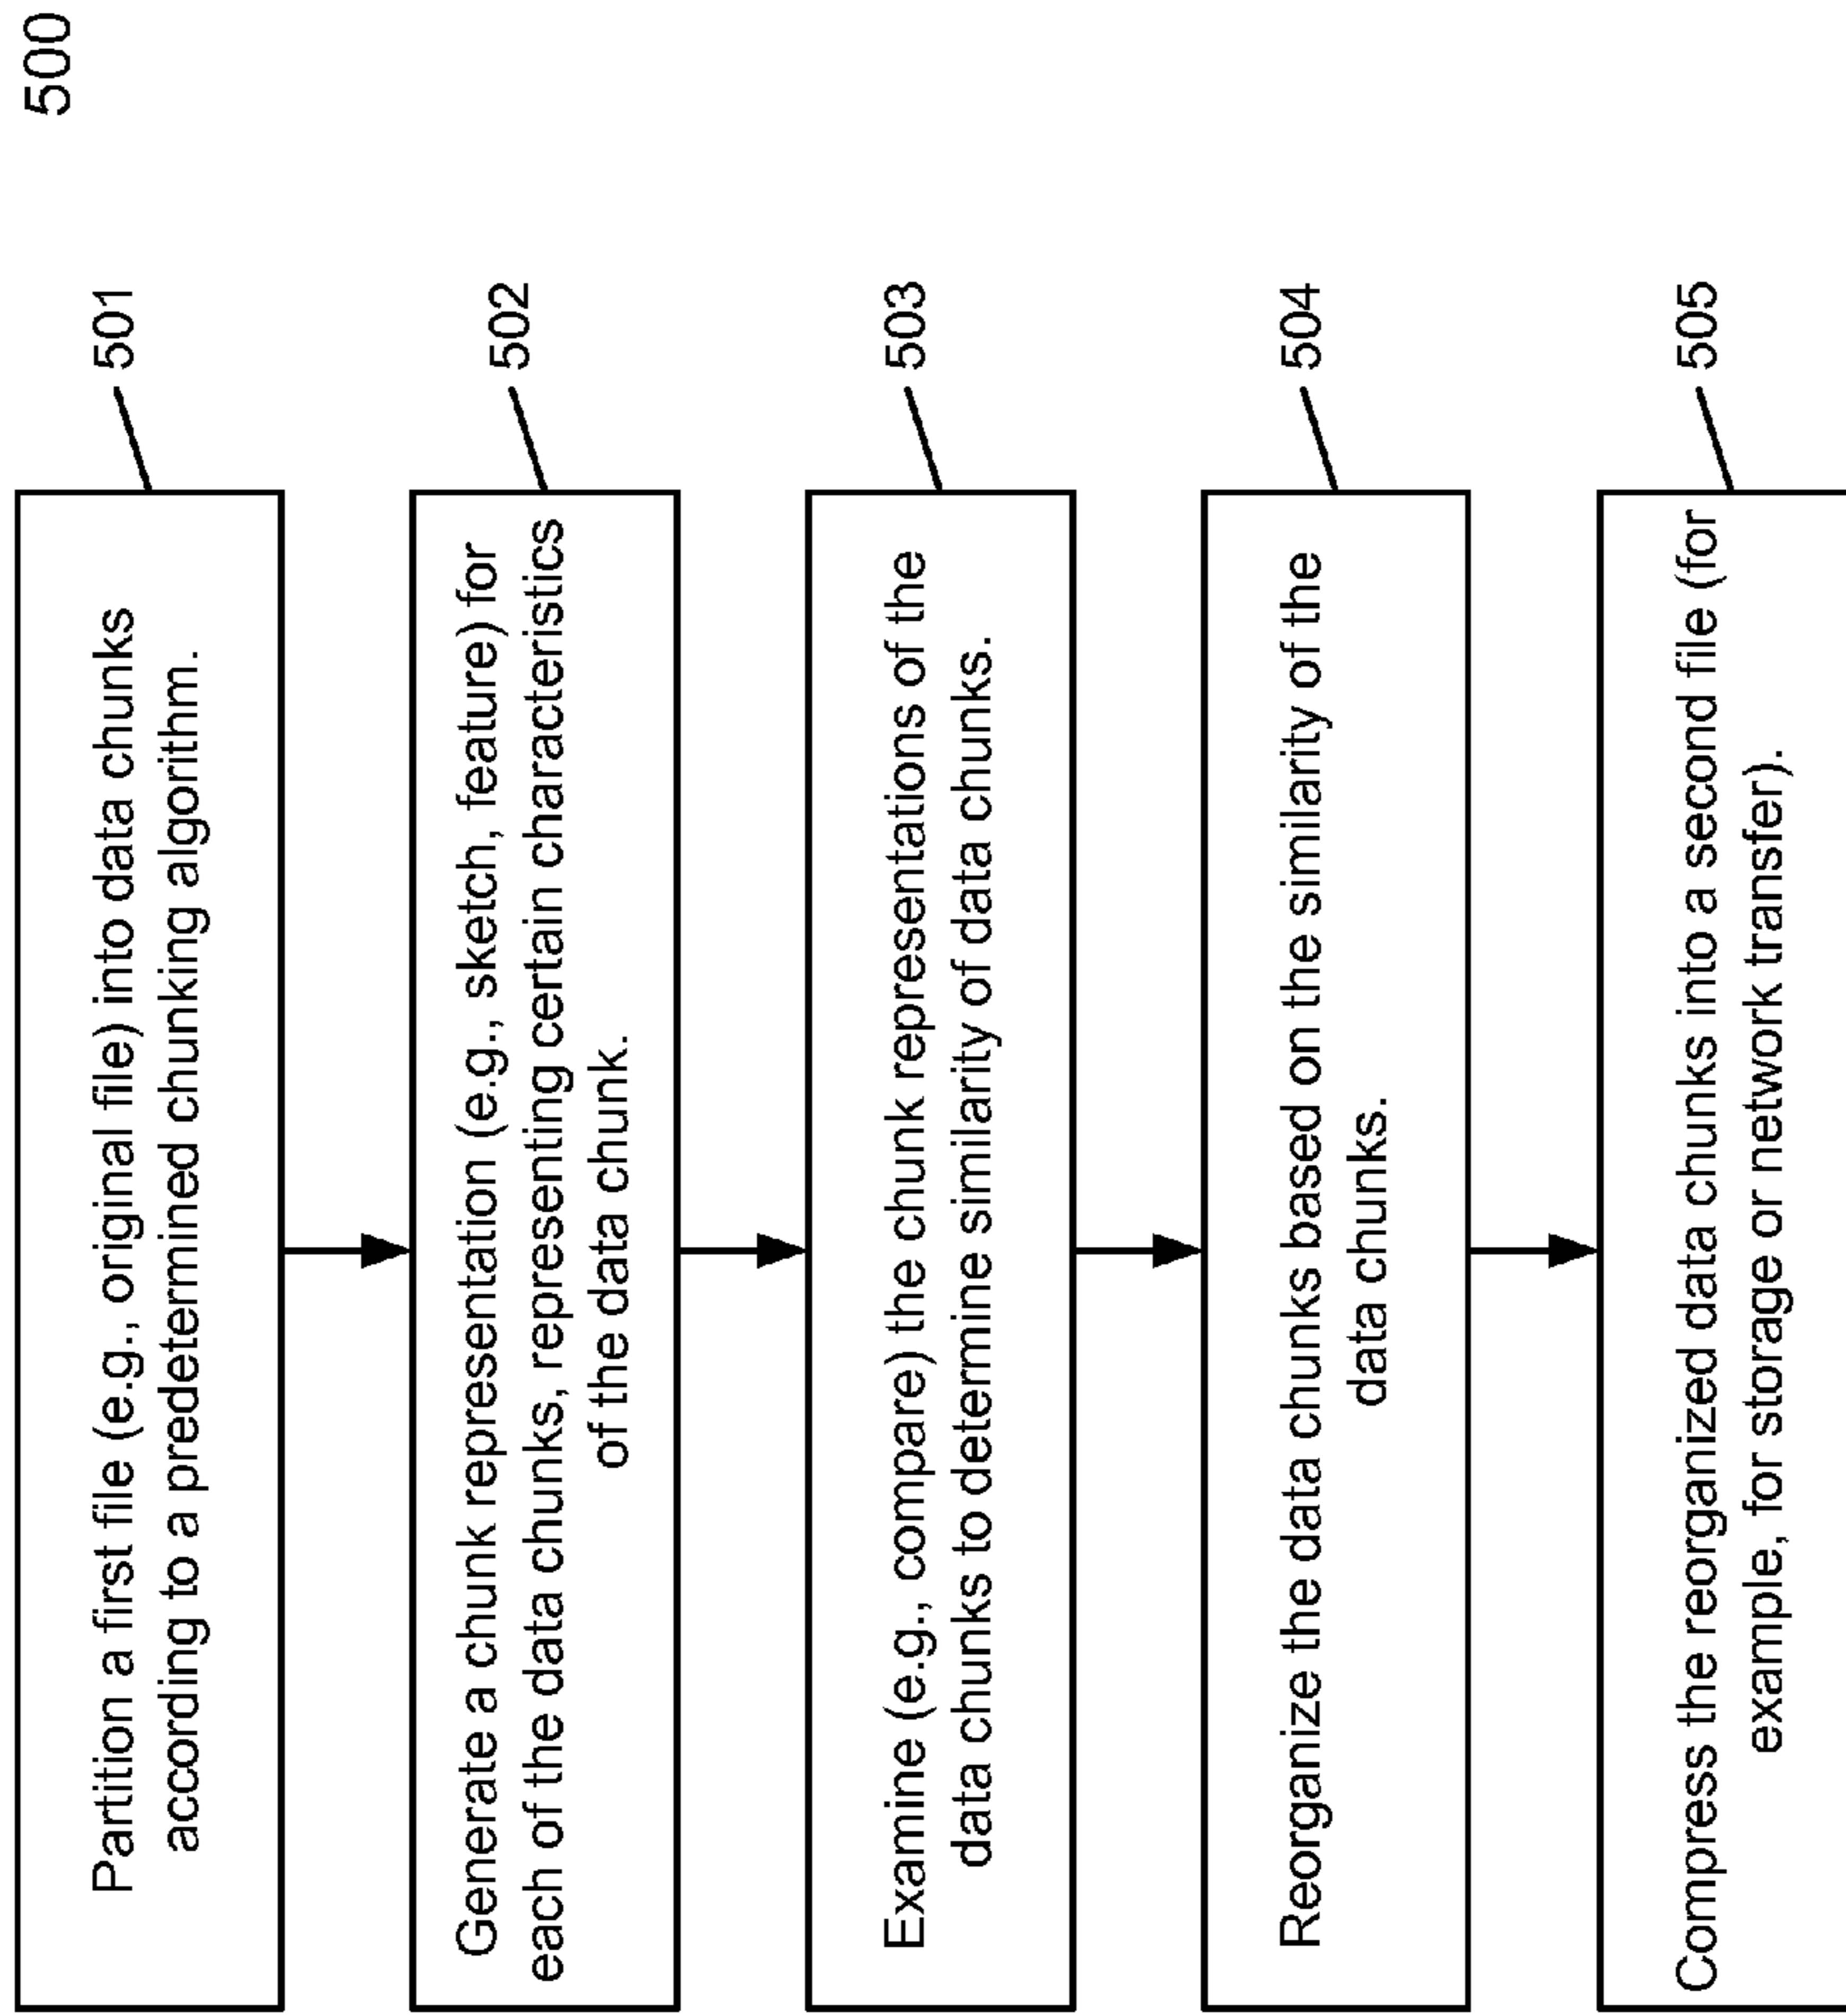 500
Partition a first file (e.g., original file) into data chunks
according to a predetermined chunking algorithm.
501
Generate a chunk representation (e.g., sketch, feature) for
each of the data chunks, representing certain characteristics
of the data chunk.
502
Examine (e.g., compare) the chunk representations of the
data chunks to determine similarity of data chunks.
503
Reorganize the data chunks based on the similarity of the
data chunks.
504
Compress the reorganized data chunks into a second file (for
example, for storage or network transfer).
505